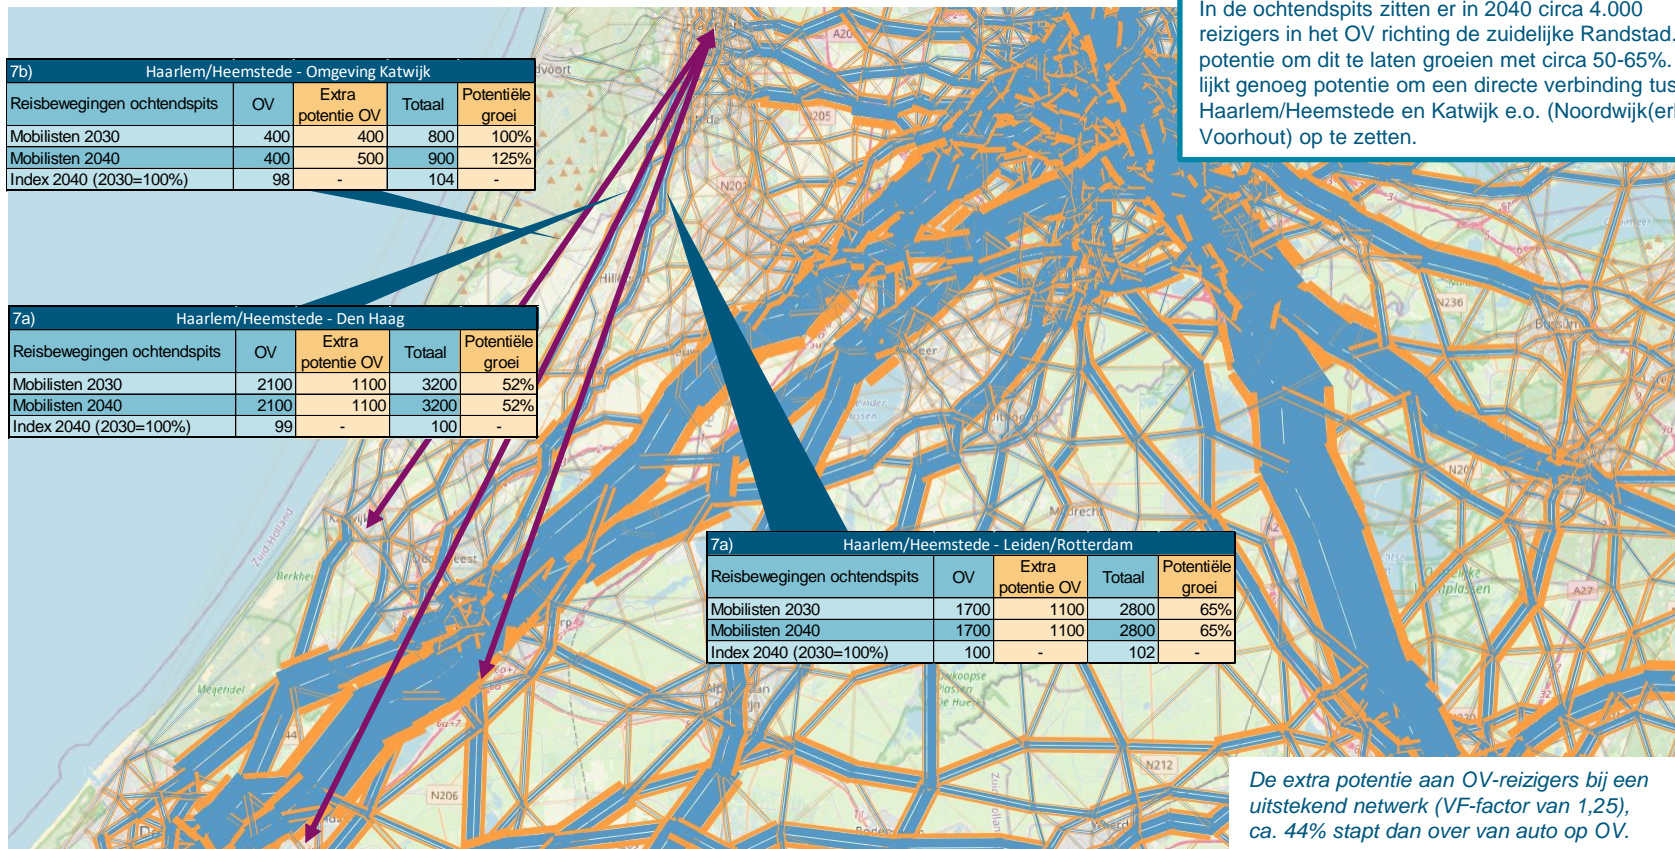 In de ochtendspits zitten er in 2040 circa 4.000
reizigers in het OV richting de zuidelijke Randstad.
potentie om dit te laten groeien met circa 50-65%.
lijkt genoeg potentie om een directe verbinding
Haarlem/Heemstede en Katwijk e.o.
Voorhout) op te zetten.
7b) Haarlem/Heemstede - Omgeving Katwijk
Reisbewegingen ochtendspits OV Extra potentie OV Totaal Potentiële groei
Mobilisten 2030 400 400 800 100%
Mobilisten 2040 400 500 900 125%
Index 2040 (2030=100%) 98 - 104 -
7a) Haarlem/Heemstede - Den Haag
Reisbewegingen ochtendspits OV Extra potentie OV Totaal Potentiële groei
Mobilisten 2030 2100 1100 3200 52%
Mobilisten 2040 2100 1100 3200 52%
Index 2040 (2030=100%) 99 - 100 -
7a) Haarlem/Heemstede - Leiden/Rotterdam
Reisbewegingen ochtendspits OV Extra potentie OV Totaal Potentiële groei
Mobilisten 2030 1700 1100 2800 65%
Mobilisten 2040 1700 1100 2800 65%
Index 2040 (2030=100%) 100 - 102 -
N205
N201
N236
N201
A27
Zuid-Holland
Berkhei
Meijendel
44
N206
N212
De extra potentie aan OV-reizigers bij een
uitstekend netwerk (VF-factor van 1,25),
ca. 44% stapt dan over van auto op OV.